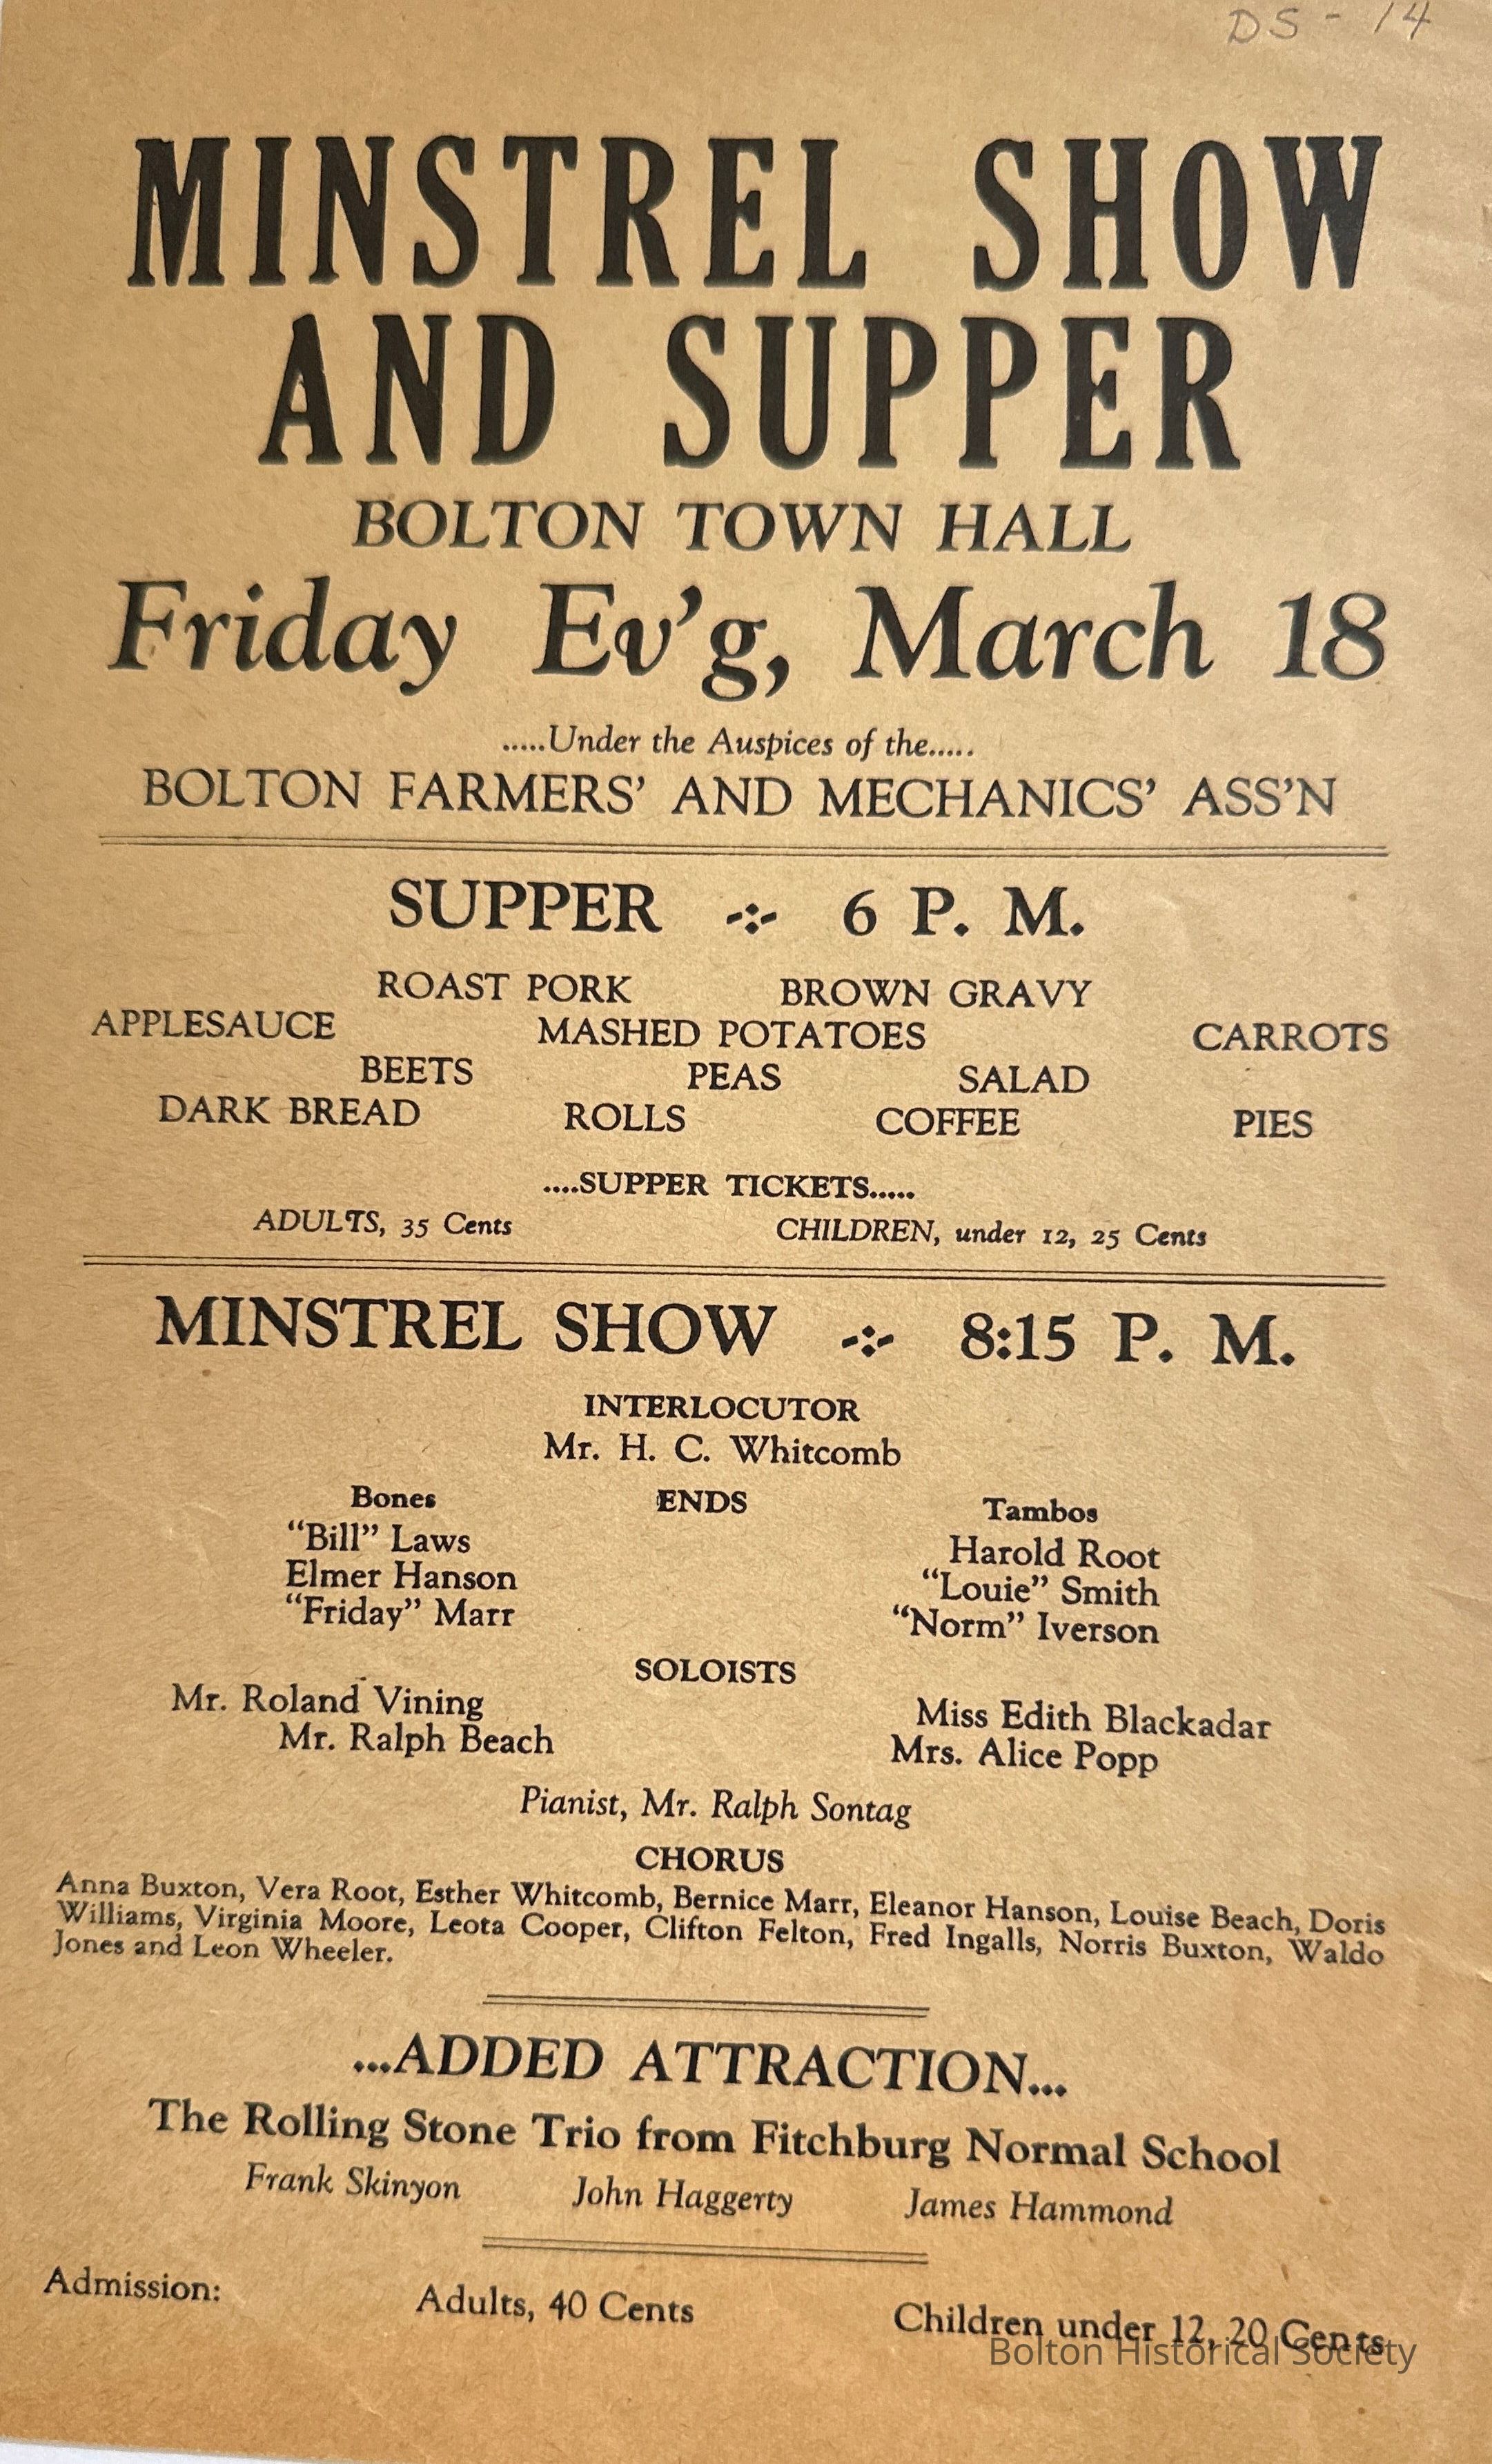 DS - 14
MINSTREL SHOW
AND SUPPER
BOLTON TOWN HALL
Friday Ev'g, March 18
.....Under the Auspices of the.....
BOLTON FARMERS' AND MECHANICS' ASS'N
SUPPER 6 P. M.
ROAST PORK BROWN GRAVY
APPLESAUCE MASHED POTATOES CARROTS
BEETS PEAS SALAD
DARK BREAD ROLLS COFFEE PIES
....SUPPER TICKETS.....
ADULTS, 35 Cents CHILDREN, under 12, 25 Cents
MINSTREL SHOW 8:15 P. M.
INTERLOCUTOR
Mr. H. C. Whitcomb
Bones ENDS Tambos
"Bill" Laws Harold Root
Elmer Hanson "Louie" Smith
"Friday" Marr "Norm" Iverson
SOLOISTS
Mr. Roland Vining Miss Edith Blackadar
Mr. Ralph Beach Mrs. Alice Popp
Pianist, Mr. Ralph Sontag
CHORUS
Anna Buxton, Vera Root, Esther Whitcomb, Bernice Marr, Eleanor Hanson, Louise Beach, Doris
Williams, Virginia Moore, Leota Cooper, Clifton Felton, Fred Ingalls, Norris Buxton, Waldo
Jones and Leon Wheeler.
...ADDED ATTRACTION...
The Rolling Stone Trio from Fitchburg Normal School
Frank Skinyon John Haggerty James Hammond
Admission: Adults, 40 Cents Children under 12, 20 Cents
Bolton Historical Society